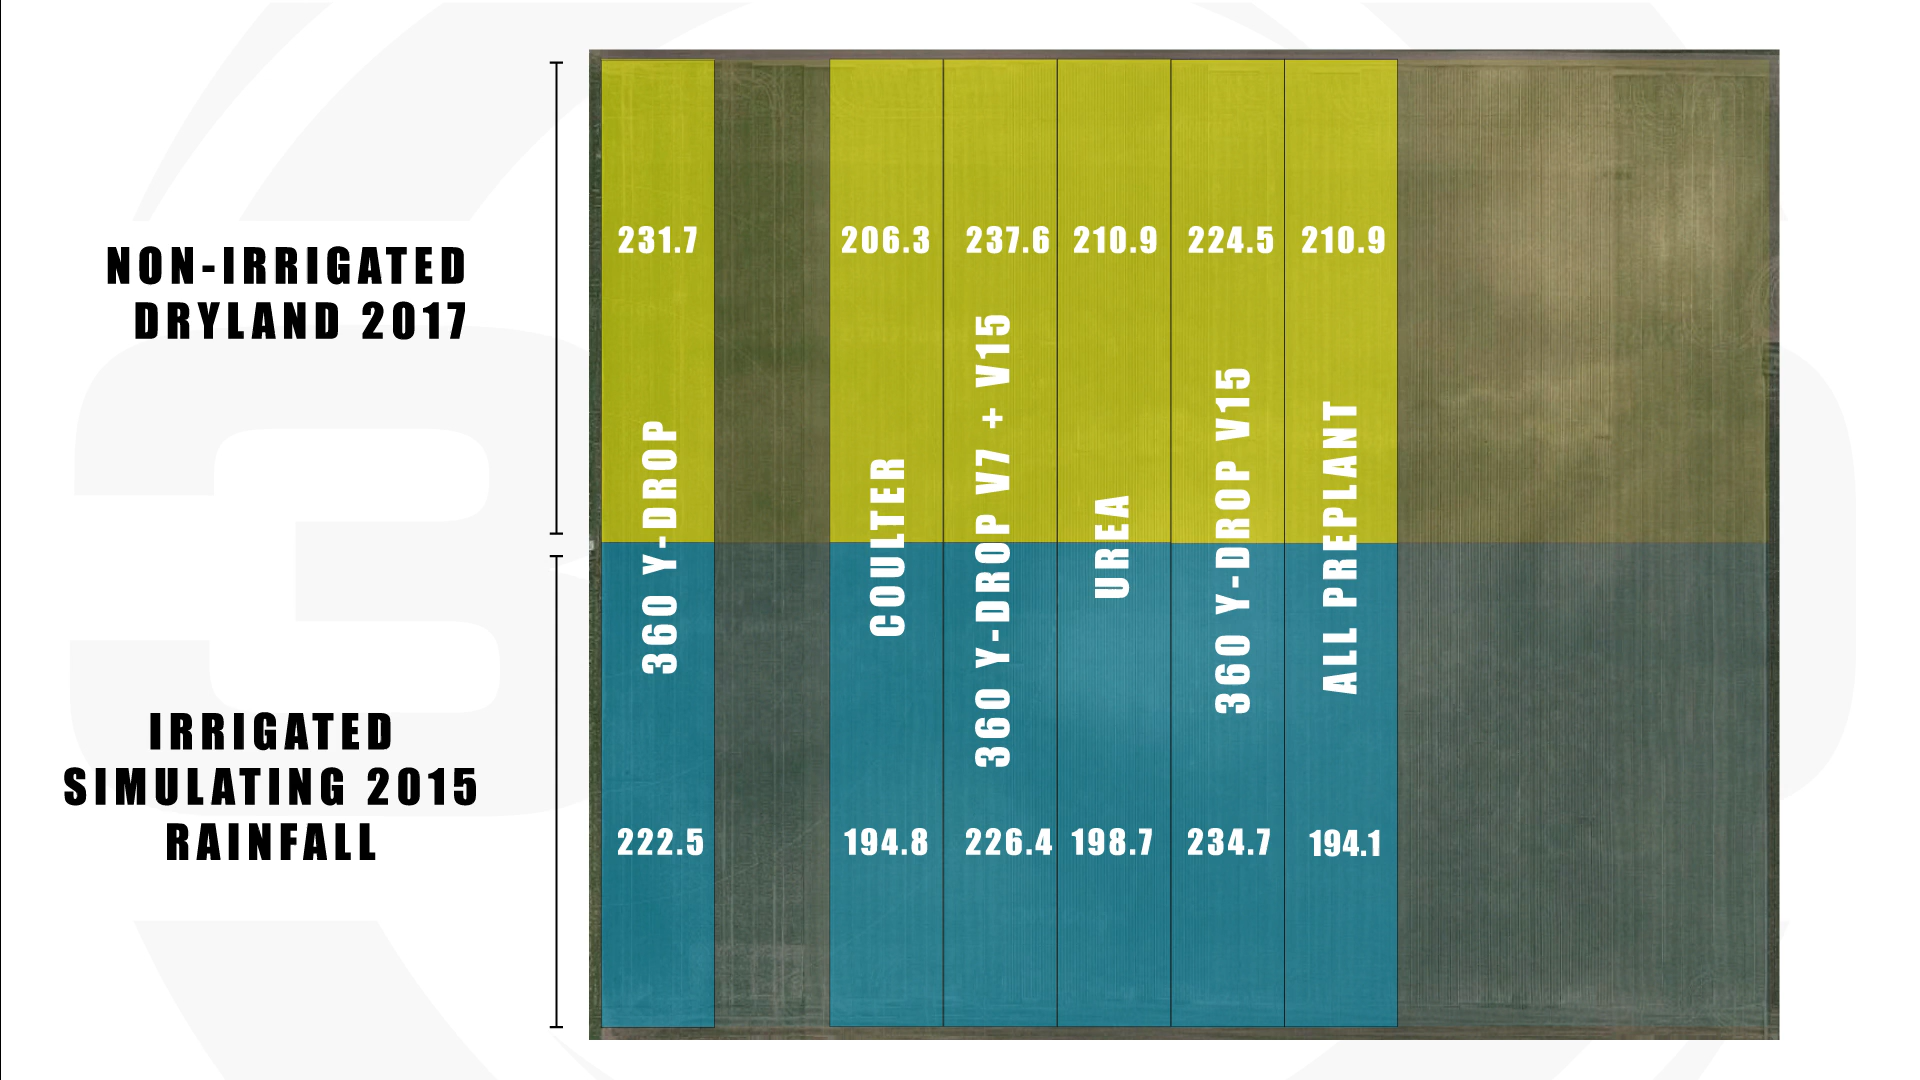 NON-IRRIGATED
DRYLAND 2017
IRRIGATED
SIMULATING 2015
RAINFALL
231.7
206.3
237.6
210.9
224.5
210.9
360 Y-DROP
COULTER
360 Y-DROP V7 + V15
UREA
360 Y-DROP V15
ALL PREPLANT
222.5
194.8
226.4
198.7
234.7
194.1